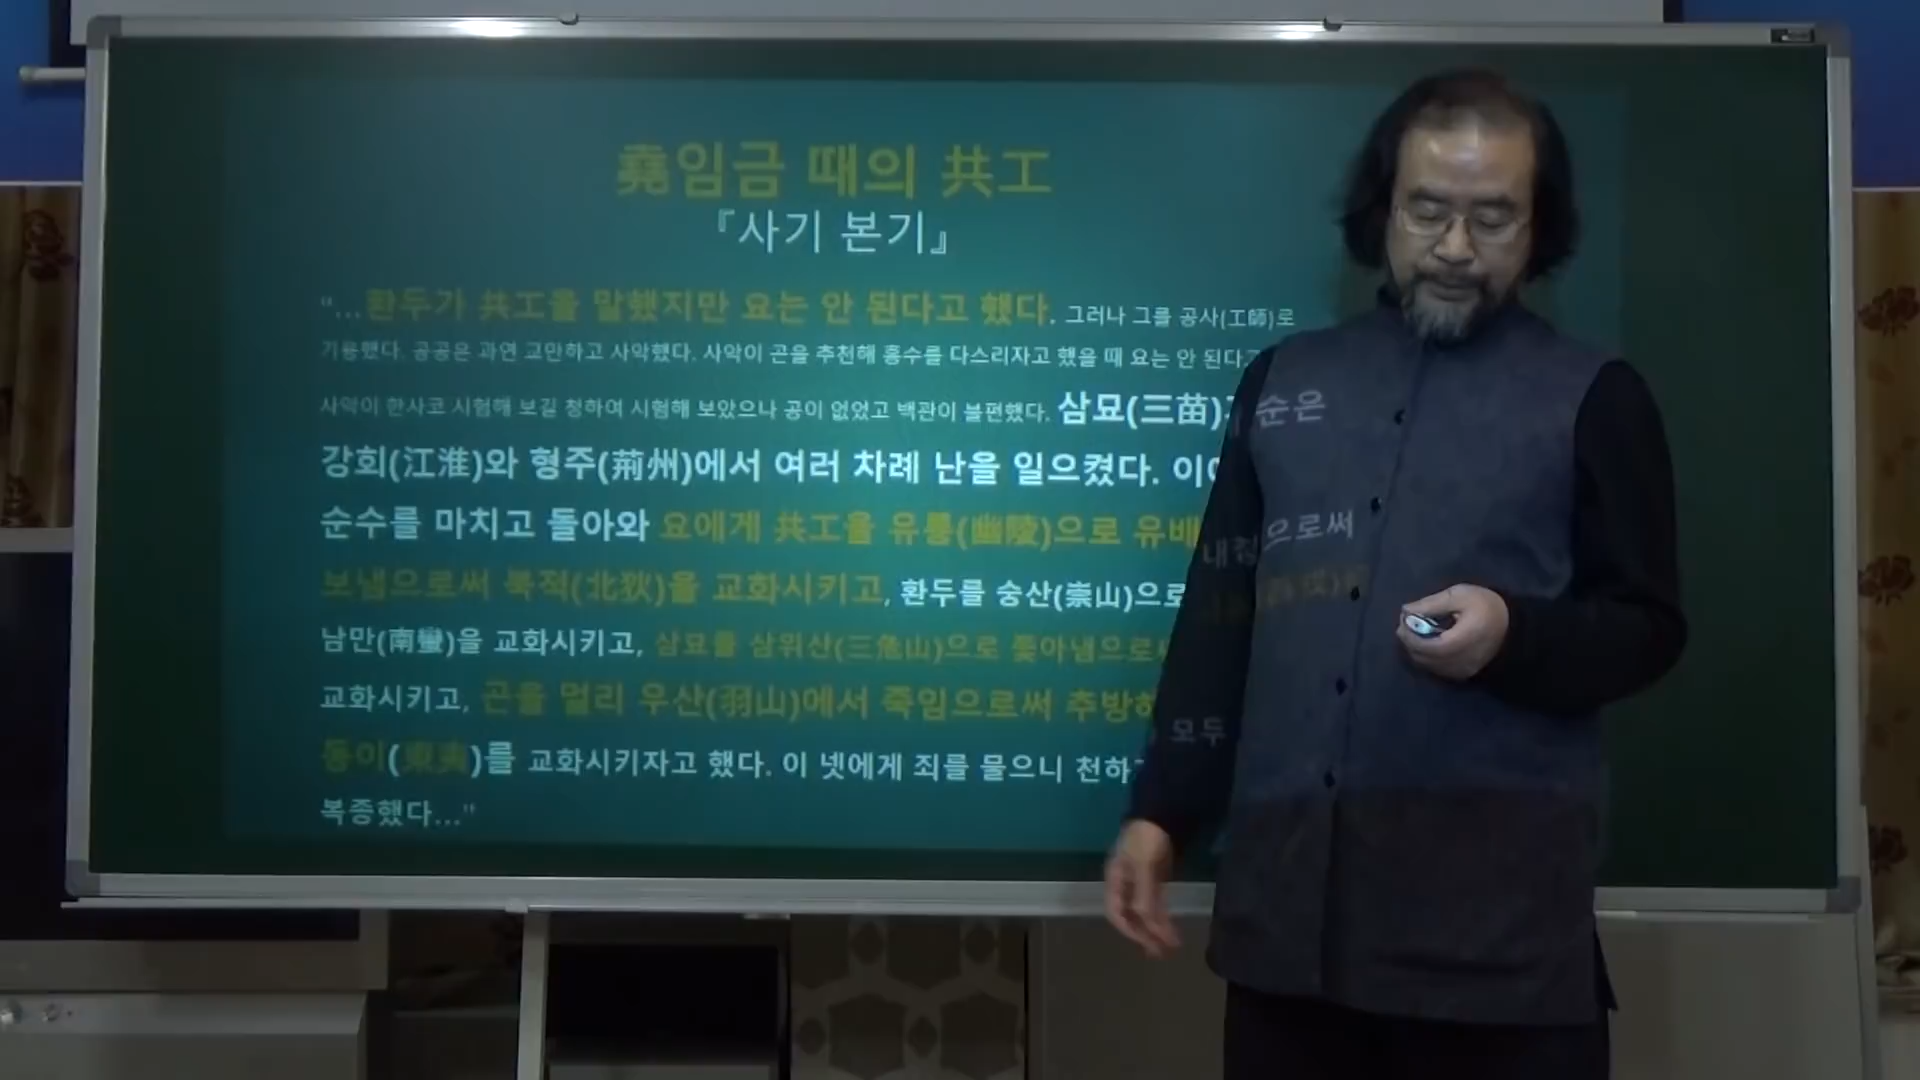 堯임금 때의 共工
『사기 본기』
"...환두가 共工을 말했지만 요는 안 된다고 했다. 그러나 그를 공사(工師)로
기용했다. 공공은 과연 교만하고 사악했다. 사악이 곤을 추천해 홍수를 다스리자고 했을 때 요는 안 된다고
사악이 한사코 시험해 보길 청하여 시험해 보았으나 공이 없었고 백관이 불편했다. 삼묘(三苗)가 순은
강회(江淮)와 형주(荊州)에서 여러 차례 난을 일으켰다.
순수를 마치고 돌아와 요에게 共工을 유릉(幽陵)으로 유배 내침으로써
보냄으로써 북적(北狄)을 교화시키고, 환두를 숭산(崇山)으로
남만(南蠻)을 교화시키고, 삼묘를 삼위산(三危山)으로 쫓아냄으로써
교화시키고, 곤을 멀리 우산(羽山)에서 죽임으로써 추방해 모두
동이(東夷)를 교화시키자고 했다. 이 넷에게 죄를 물으니 천하가
복종했다..."